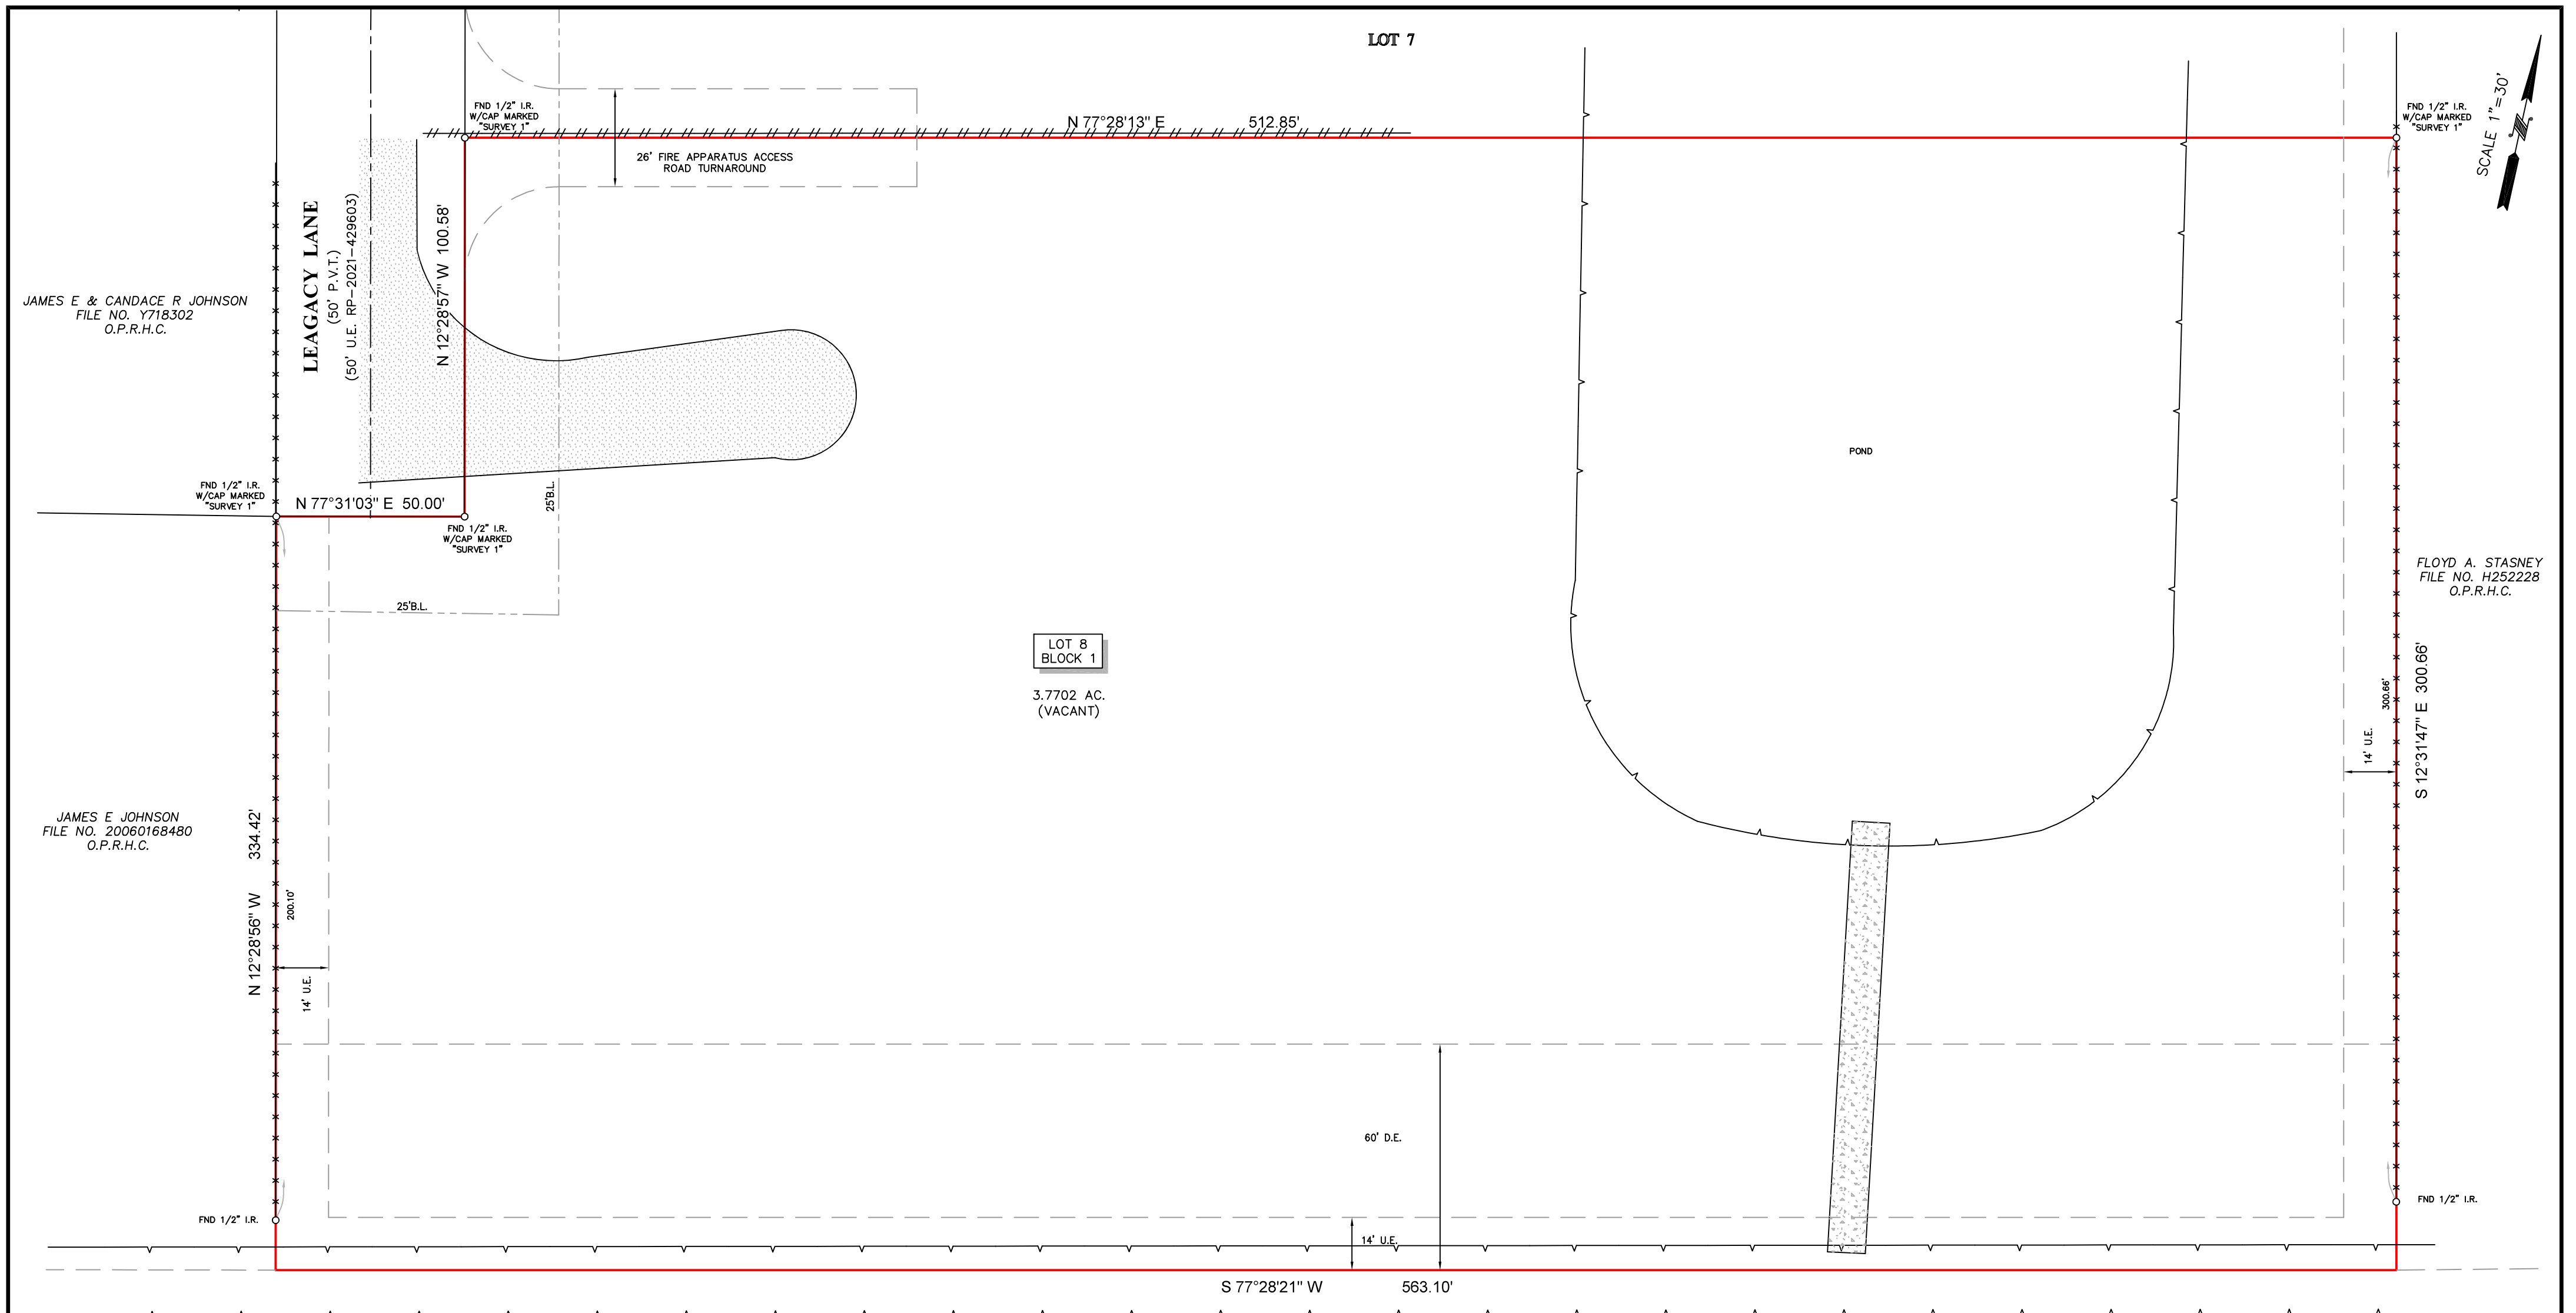 LOT 7
SCALE 1"=30'
FND 1/2" I.R.
W/CAP MARKED
"SURVEY 1"
N 77°28'13" E 512.85'
FND 1/2" I.R.
W/CAP MARKED
"SURVEY 1"
26' FIRE APPARATUS ACCESS
ROAD TURNAROUND
LEAGACY LANE
(50' P.V.T.)
(50' U.E. RP-2021-429603)
N 12°28'57" W 100.58'
JAMES E & CANDACE R JOHNSON
FILE NO. Y718302
O.P.R.H.C.
POND
FND 1/2" I.R.
W/CAP MARKED
"SURVEY 1"
N 77°31'03" E 50.00'
25'B.L.
FND 1/2" I.R.
W/CAP MARKED
"SURVEY 1"
FLOYD A. STASNEY
FILE NO. H252228
O.P.R.H.C.
25'B.L.
LOT 8
BLOCK 1
3.7702 AC.
(VACANT)
300.66'
S 12°31'47" E 300.66'
14' U.E.
JAMES E JOHNSON
FILE NO. 20060168480
O.P.R.H.C.
N 12°28'56" W 334.42'
200.10'
14' U.E.
60' D.E.
FND 1/2" I.R.
FND 1/2" I.R.
14' U.E.
S 77°28'21" W 563.10'